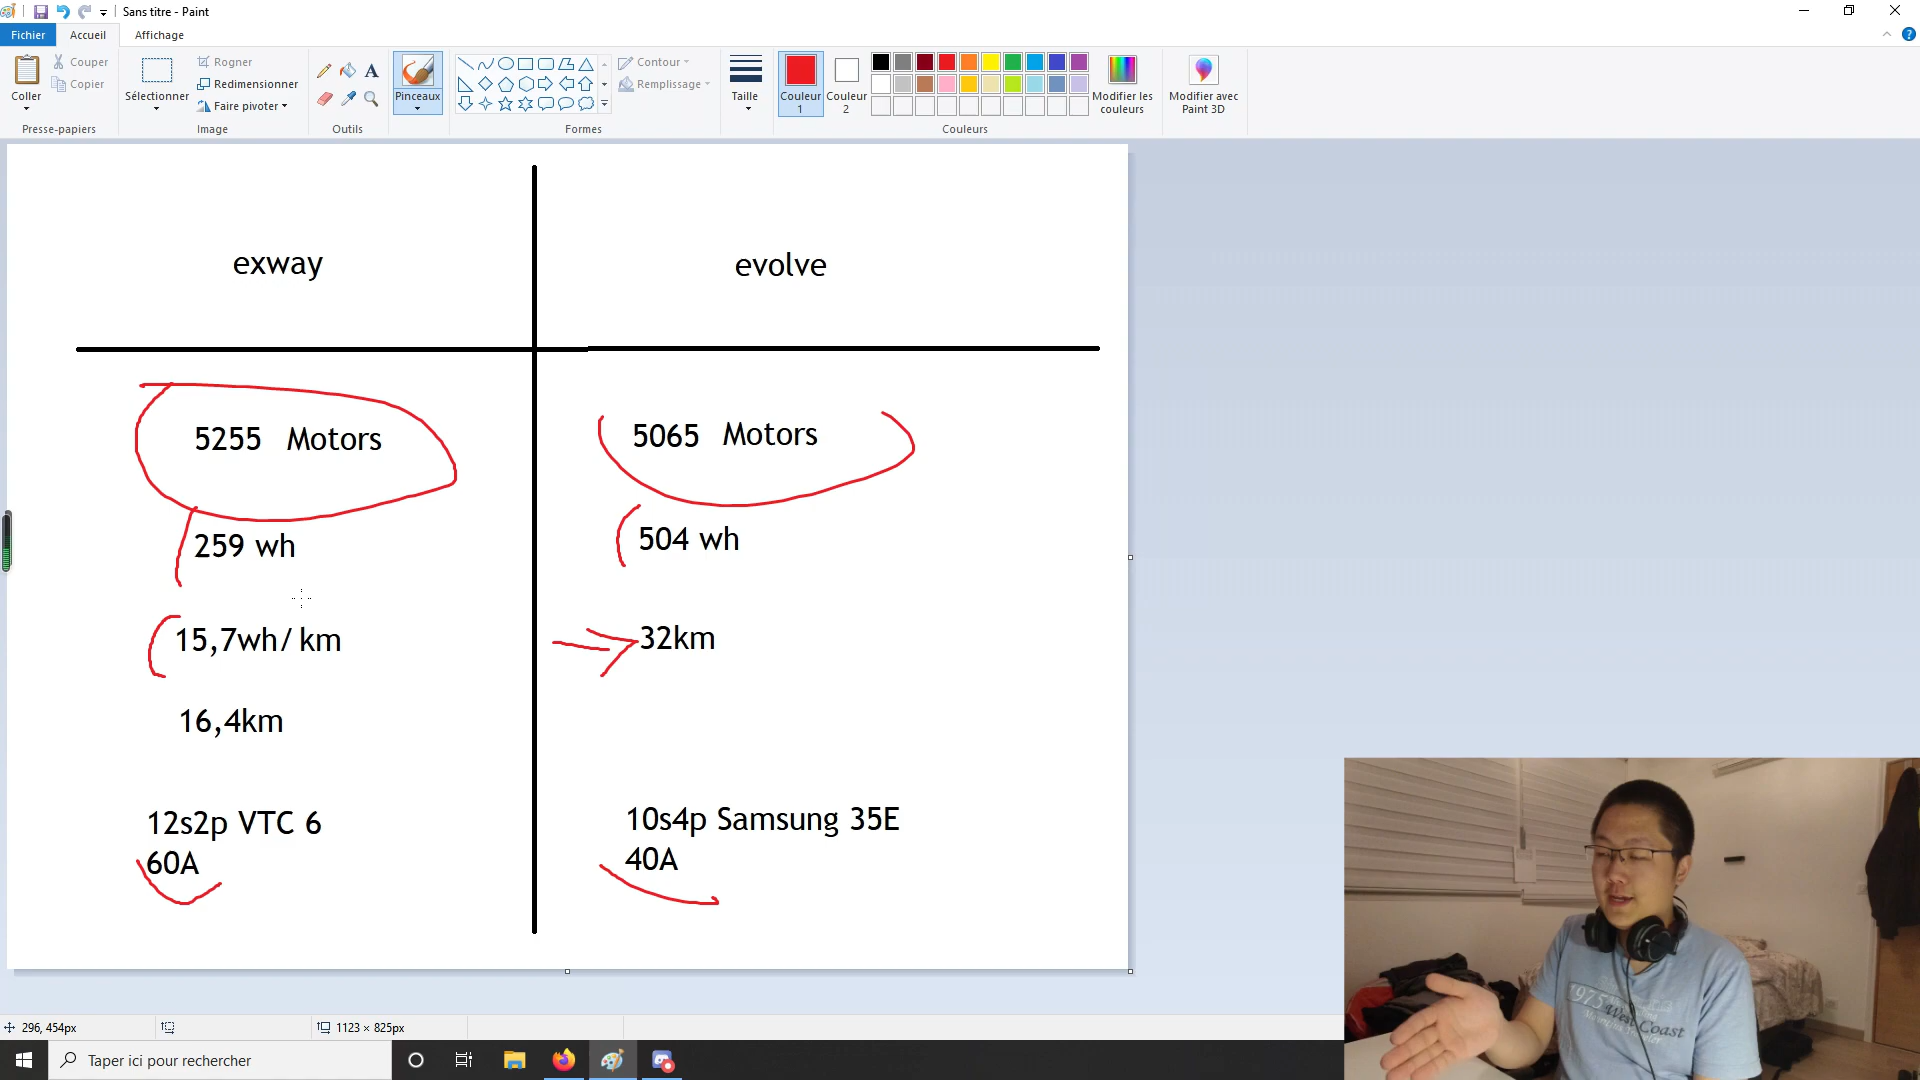 Sans titre - Paint
Fichier Accueil Affichage
Coller
Couper
Copier
Presse-papiers
Sélectionner
Rogner
Redimensionner
Faire pivoter
Image
A
Outils
Pinceaux
Contour
Remplissage
Formes
Taille
Couleur
1
Couleur
2
Modifier les
couleurs
Couleurs
Modifier avec
Paint 3D
exway
evolve
5255 Motors
5065 Motors
259 wh
504 wh
15,7wh/ km
32km
16,4km
12s2p VTC 6
60A
10s4p Samsung 35E
40A
1975
West Coast
296, 454px
1123 × 825px
Taper ici pour rechercher